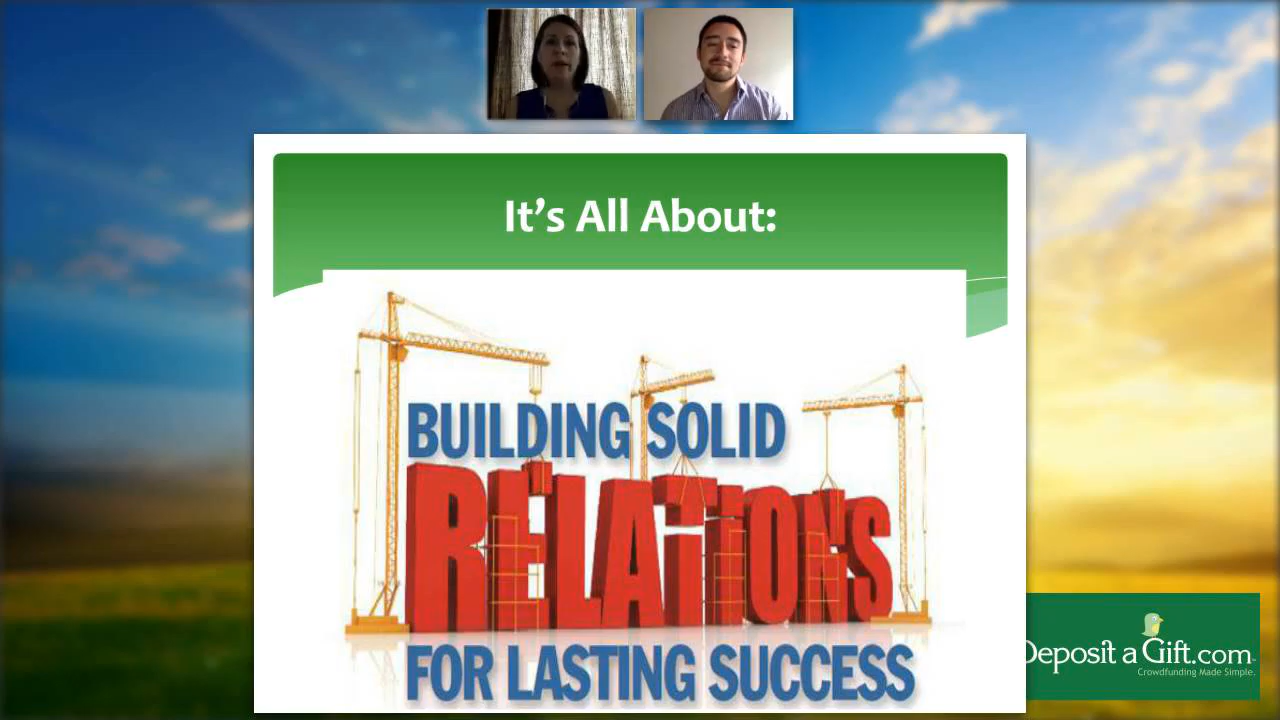 It's All About:
BUILDING SOLID
RELATIONS
FOR LASTING SUCCESS
Deposit a Gift.com
Crowdfunding Made Simple.